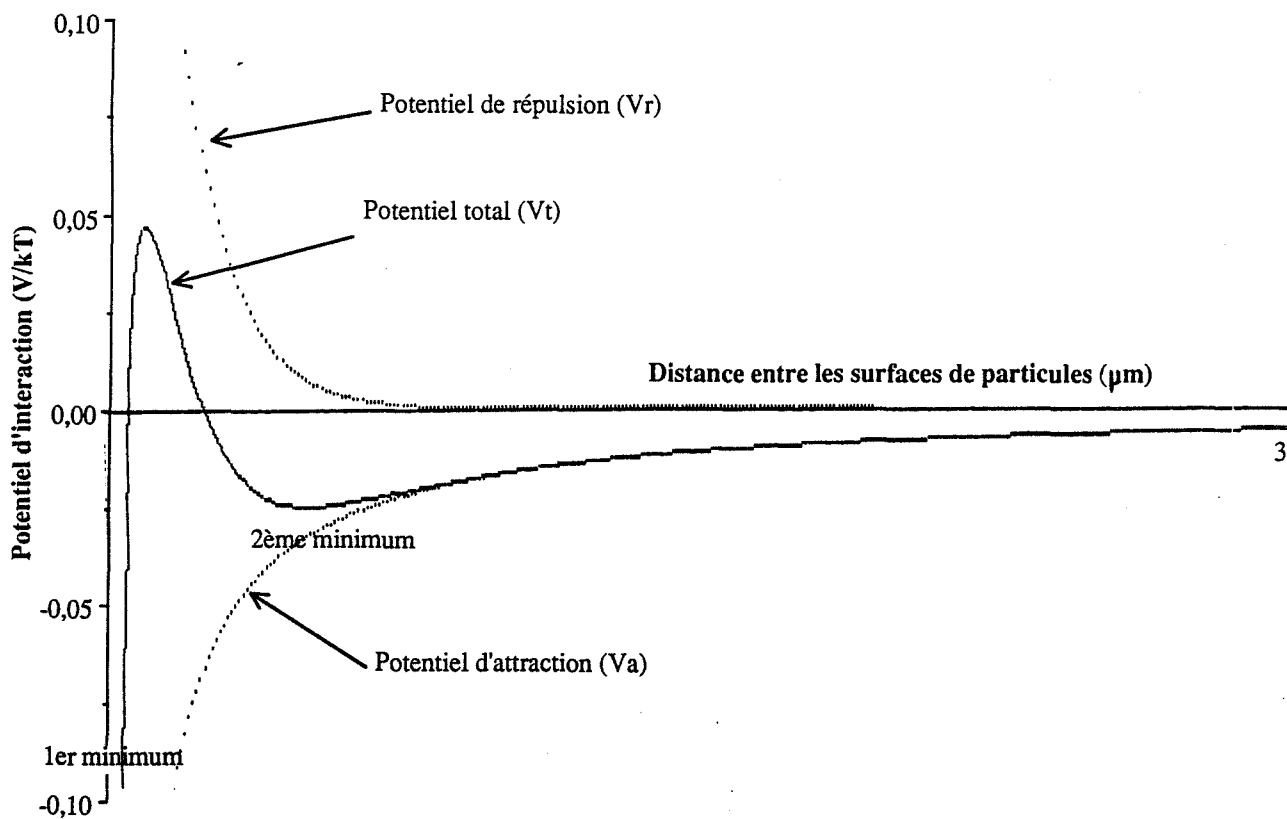 0,10
Potentiel de répulsion (Vr)
Potentiel total (Vt)
0,05
Potentiel d'interaction (V/kT)
Distance entre les surfaces de particules (µm)
0,00
3
2ème minimum
-0,05
Potentiel d'attraction (Va)
1er minimum
-0,10